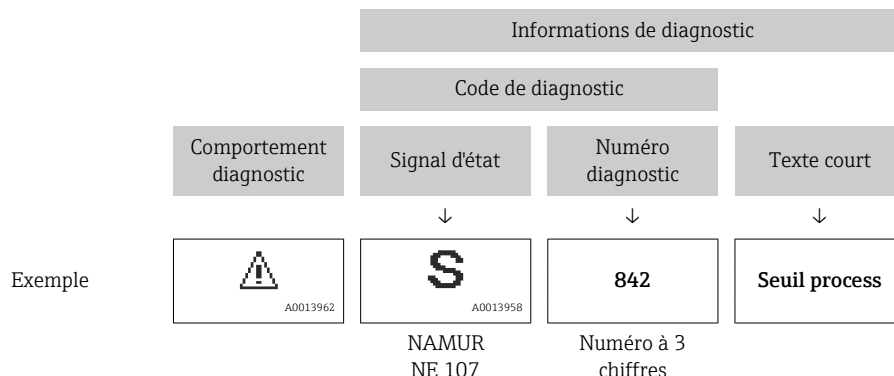 Informations de diagnostic
Code de diagnostic
Comportement
diagnostic
Signal d'état
Numéro
diagnostic
Texte court
↓ ↓ ↓
Exemple
⚠
A0013962
S
A0013958
842
Seuil process
NAMUR
NE 107
Numéro à 3
chiffres